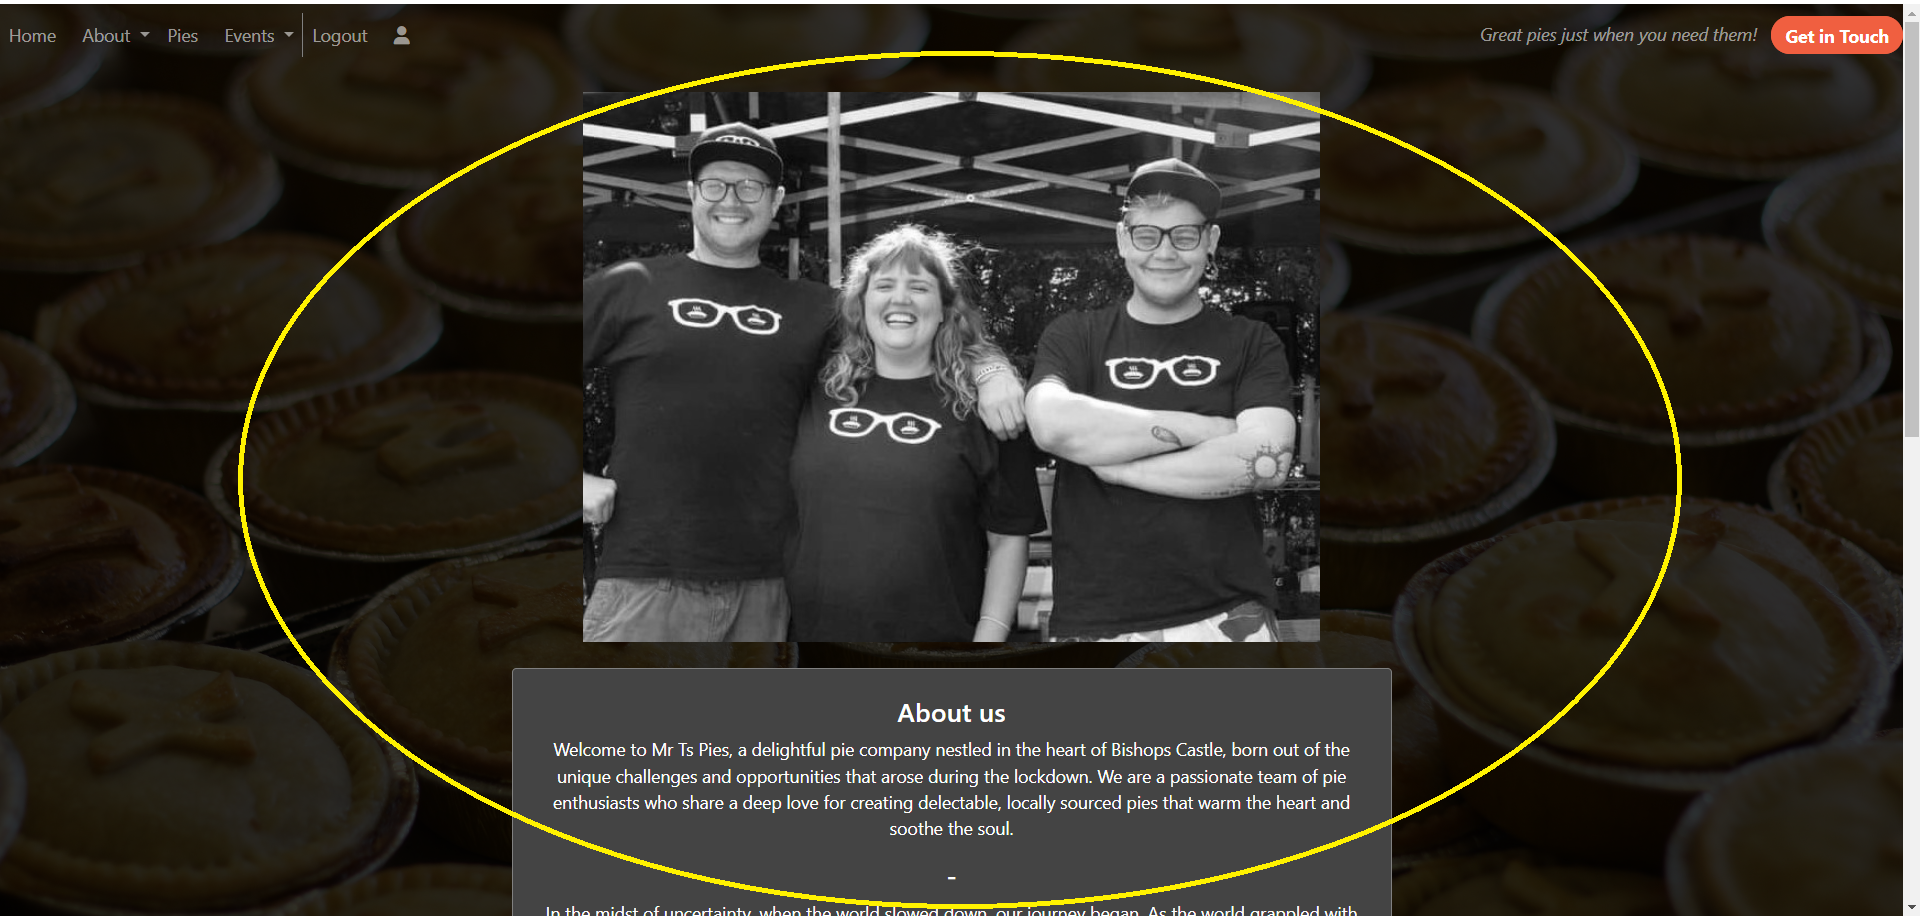 Home About Pies Events Logout Great pies just when you need them! Get in Touch
About us
Welcome to Mr Ts Pies, a delightful pie company nestled in the heart of Bishops Castle, born out of the
unique challenges and opportunities that arose during the lockdown. We are a passionate team of pie
enthusiasts who share a deep love for creating delectable, locally sourced pies that warm the heart and
soothe the soul.
-
In the midst of uncertainty, when the world slowed down, our journey began. As the world grappled with